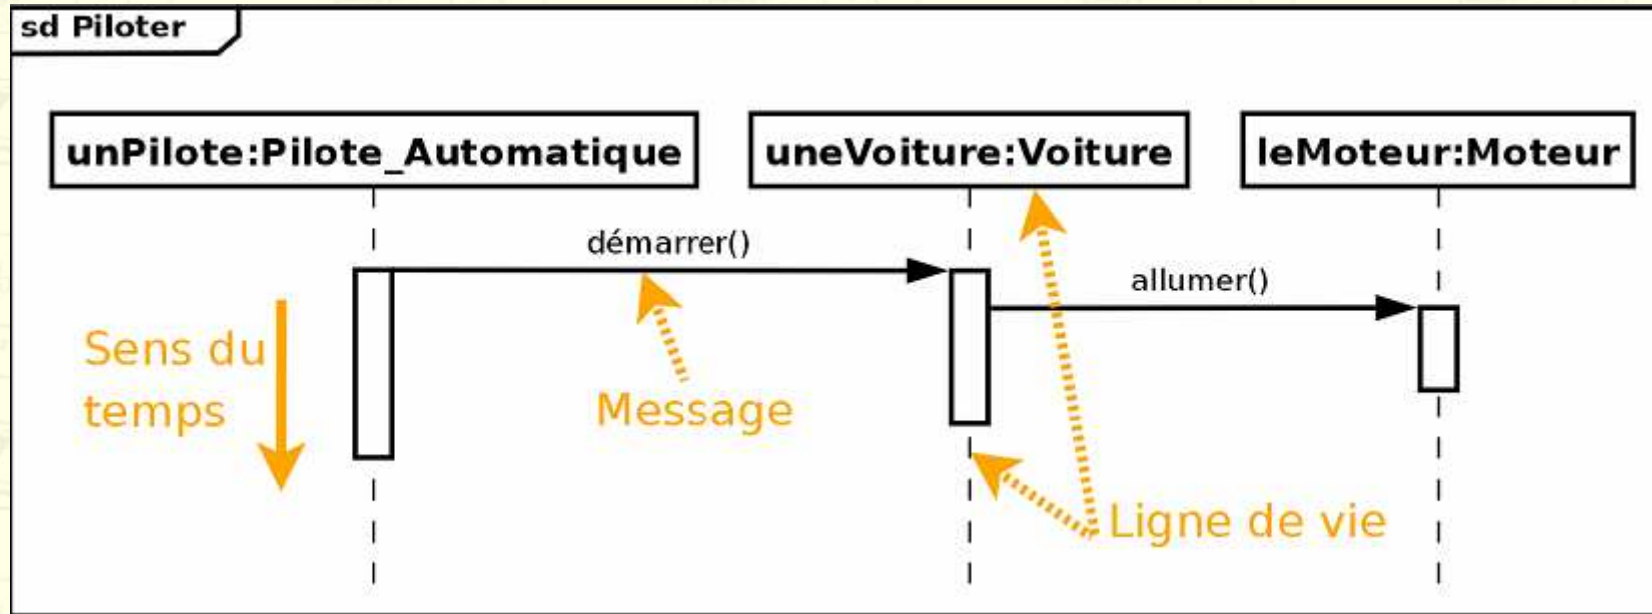 sd Piloter
unPilote:Pilote_Automatique
uneVoiture:Voiture
leMoteur:Moteur
démarrer()
allumer()
Sens du
temps
Message
Ligne de vie